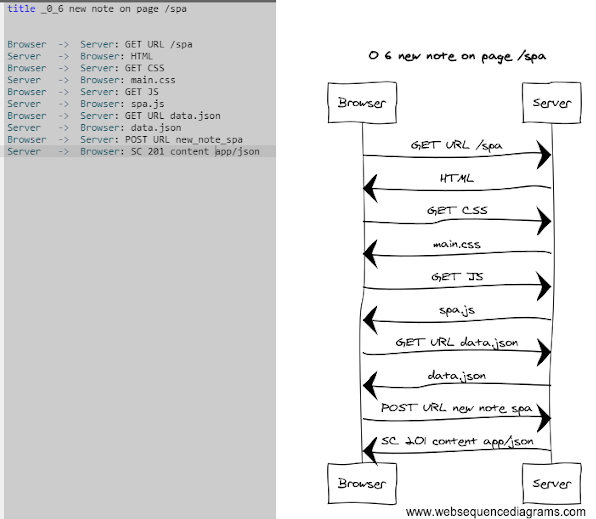 title _0_6 new note on page /spa
Browser -> Server: GET URL /spa
Server -> Browser: HTML
Browser -> Server: GET CSS
Server -> Browser: main.css
Browser -> Server: GET JS
Server -> Browser: spa.js
Browser -> Server: GET URL data.json
Server -> Browser: data.json
Browser -> Server: POST URL new_note_spa
Server -> Browser: SC 201 content app/json
0 6 new note on page /spa
Browser
Server
GET URL /spa
HTML
GET CSS
main.css
GET JS
spa.js
GET URL data.json
data.json
POST URL new note spa
SC 201 content app/json
Browser
Server
www.websequencediagrams.com